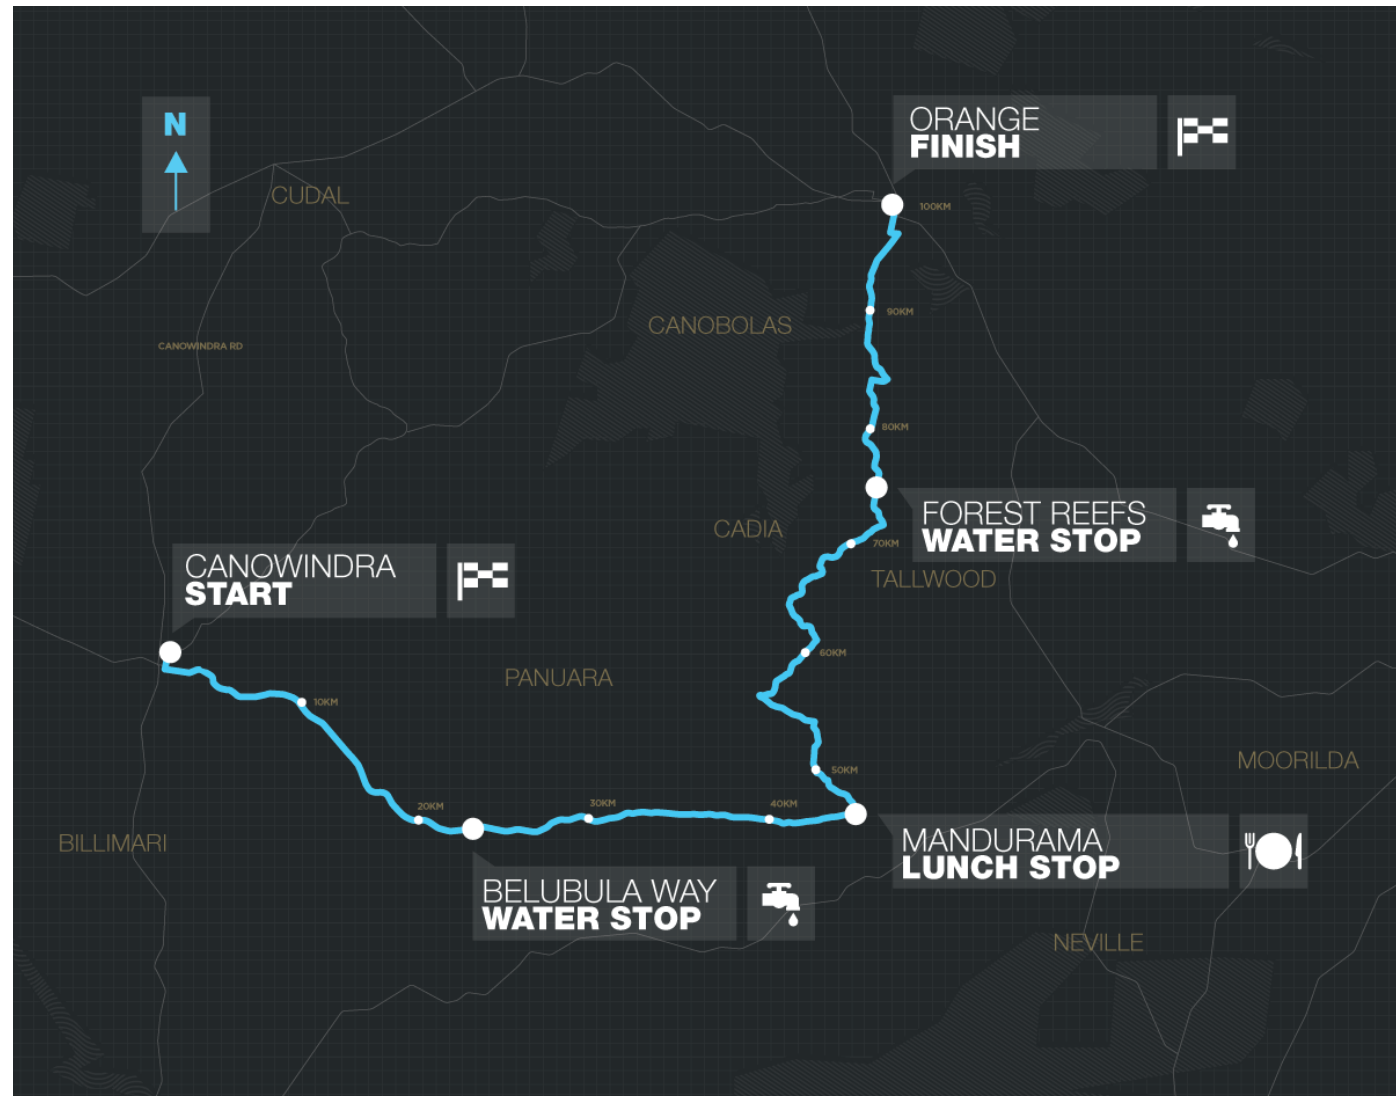 N
ORANGE
FINISH
CUDAL
100KM
90KM
CANOBOLAS
CANOWINDRA RD
80KM
FOREST REEFS
WATER STOP
CADIA
70KM
TALLWOOD
CANOWINDRA
START
60KM
PANUARA
10KM
50KM
MOORILDA
20KM
30KM
40KM
BILLIMARI
MANDURAMA
LUNCH STOP
BELUBULA WAY
WATER STOP
NEVILLE